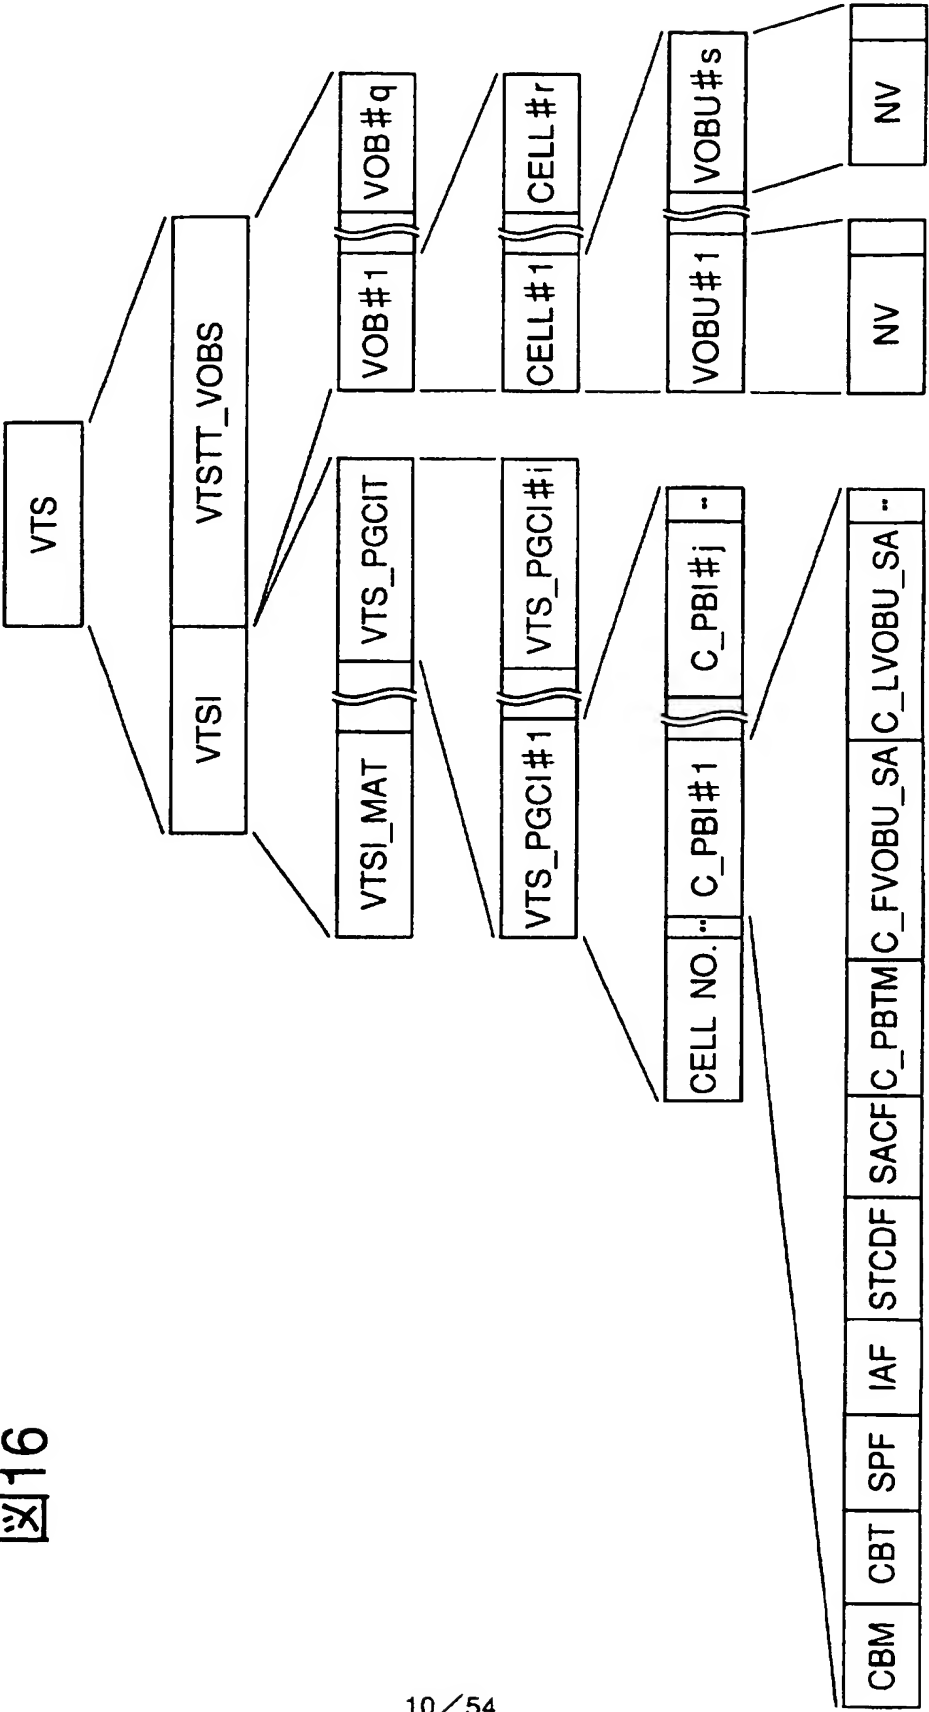 図16
VTS
VTSI VTSTT_VOBS
VTSI_MAT VTS_PGCIT VOB#1 VOB#q
VTS_PGCI#1 VTS_PGCI#i CELL#1 CELL#r
CELL NO. ·· C_PBI#1 C_PBI#j ·· VOBU#1 VOBU#s
CBM CBT SPF IAF STCDF SACF C_PBTM C_FVOBU_SA C_LVOBU_SA ·· NV NV
10/54